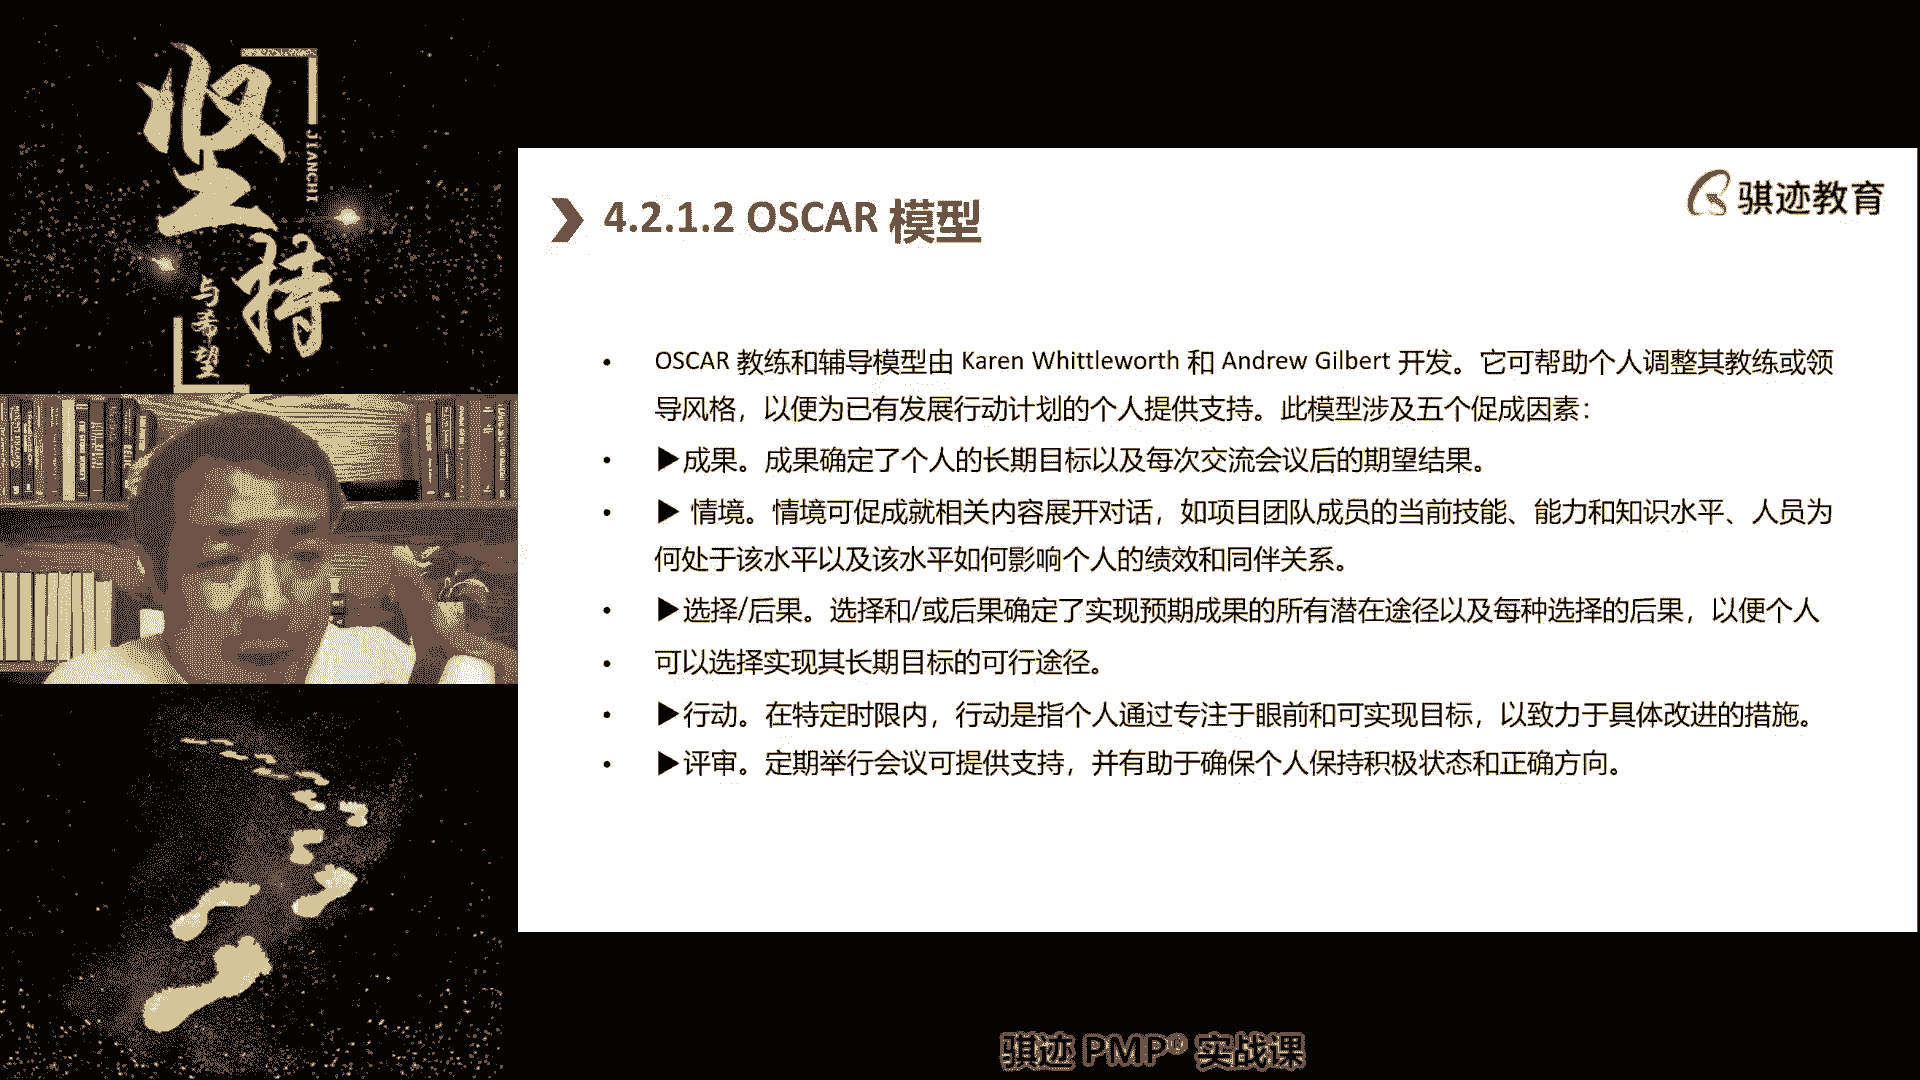 坚持
JIANCHI
与希望
骐迹教育
4.2.1.2 OSCAR 模型
• OSCAR 教练和辅导模型由 Karen Whittleworth 和 Andrew Gilbert 开发。它可帮助个人调整其教练或领
导风格，以便为已有发展行动计划的个人提供支持。此模型涉及五个促成因素：
• ▶成果。成果确定了个人的长期目标以及每次交流会议后的期望结果。
• ▶ 情境。情境可促成就相关内容展开对话，如项目团队成员的当前技能、能力和知识水平、人员为
何处于该水平以及该水平如何影响个人的绩效和同伴关系。
• ▶选择/后果。选择和/或后果确定了实现预期成果的所有潜在途径以及每种选择的后果，以便个人
• 可以选择实现其长期目标的可行途径。
• ▶行动。在特定时限内，行动是指个人通过专注于眼前和可实现目标，以致力于具体改进的措施。
• ▶评审。定期举行会议可提供支持，并有助于确保个人保持积极状态和正确方向。
骐迹 PMP® 实战课